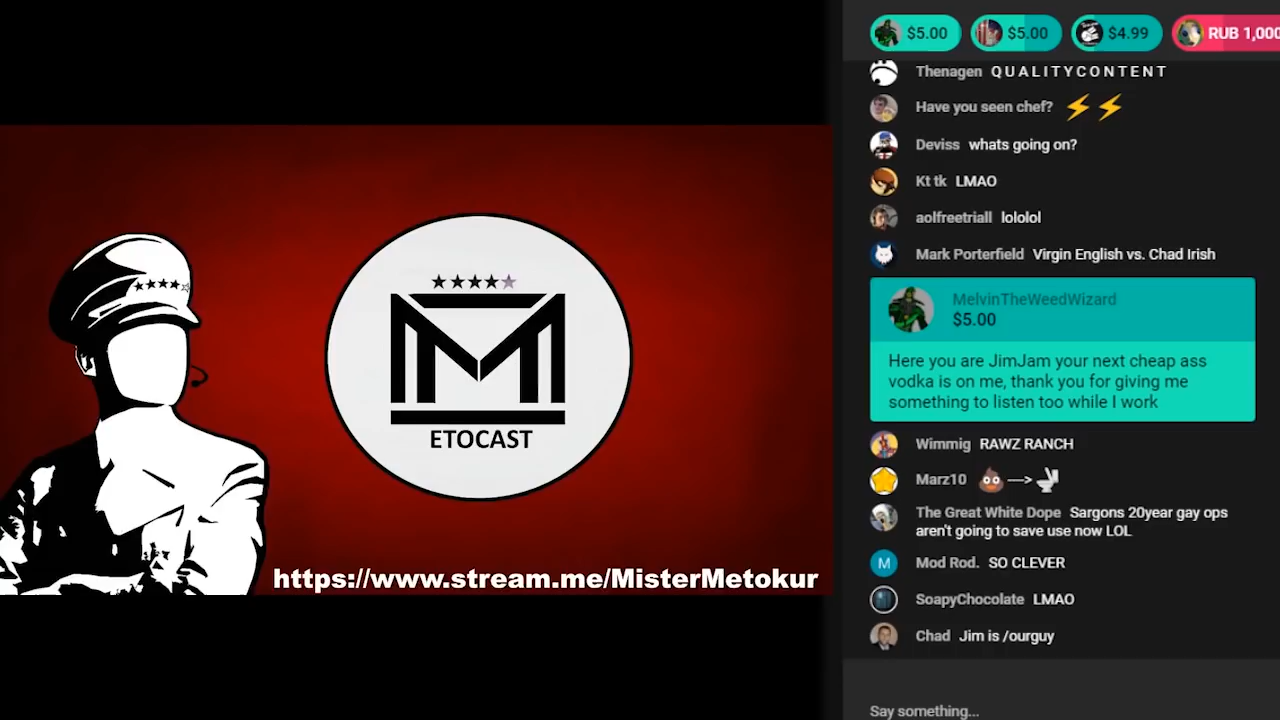 $5.00 $5.00 $4.99 RUB 1,000
Thenagen Q U A L I T Y C O N T E N T
Have you seen chef? ⚡⚡
Deviss whats going on?
Kt tk LMAO
aolfreetriall lololol
Mark Porterfield Virgin English vs. Chad Irish
MelvinTheWeedWizard
$5.00
Here you are JimJam your next cheap ass
vodka is on me, thank you for giving me
something to listen too while I work
Wimmig RAWZ RANCH
Marz10 💩 ---> 🚽
The Great White Dope Sargons 20year gay ops
aren't going to save use now LOL
M Mod Rod. SO CLEVER
SoapyChocolate LMAO
Chad Jim is /ourguy
Say something...
★★★★★
M
ETOCAST
https://www.stream.me/MisterMetokur